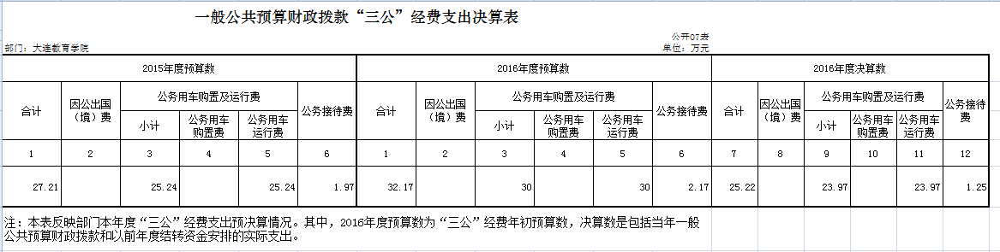 一般公共预算财政拨款“三公”经费支出决算表
公开07表
部门：大连教育学院 单位：万元
2015年度预算数 2016年度预算数 2016年度决算数
合计 因公出国（境）费 公务用车购置及运行费 公务接待费 合计 因公出国（境）费 公务用车购置及运行费 公务接待费 合计 因公出国（境）费 公务用车购置及运行费 公务接待费
小计 公务用车购置费 公务用车运行费 小计 公务用车购置费 公务用车运行费 小计 公务用车购置费 公务用车运行费
1 2 3 4 5 6 1 2 3 4 5 6 7 8 9 10 11 12
27.21 25.24 25.24 1.97 32.17 30 30 2.17 25.22 23.97 23.97 1.25
注：本表反映部门本年度“三公”经费支出预决算情况。其中，2016年度预算数为“三公”经费年初预算数，决算数是包括当年一般
公共预算财政拨款和以前年度结转资金安排的实际支出。